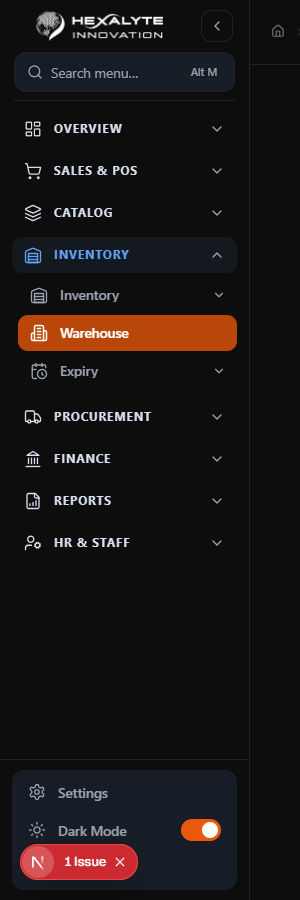 HEXALYTE
INNOVATION
Search menu... Alt M
OVERVIEW
SALES & POS
CATALOG
INVENTORY
Inventory
Warehouse
Expiry
PROCUREMENT
FINANCE
REPORTS
HR & STAFF
Settings
Dark Mode
N 1 Issue